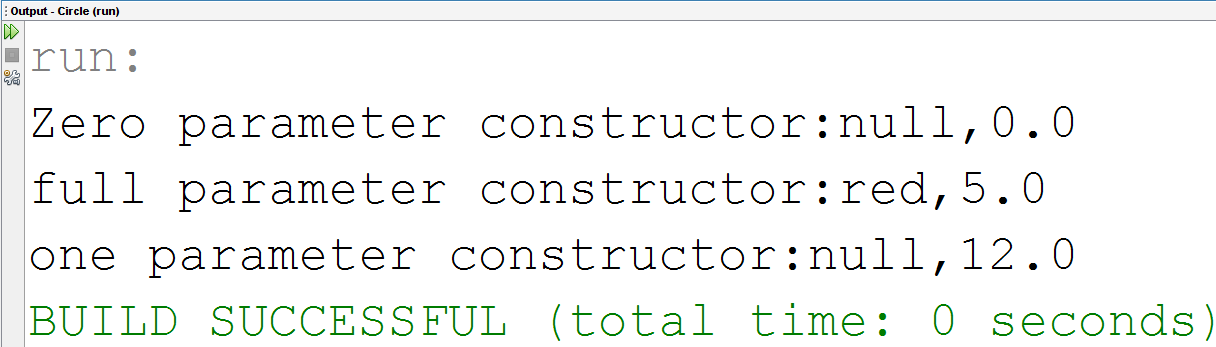 Output - Circle (run)
run:
Zero parameter constructor:null,0.0
full parameter constructor:red,5.0
one parameter constructor:null,12.0
BUILD SUCCESSFUL (total time: 0 seconds)